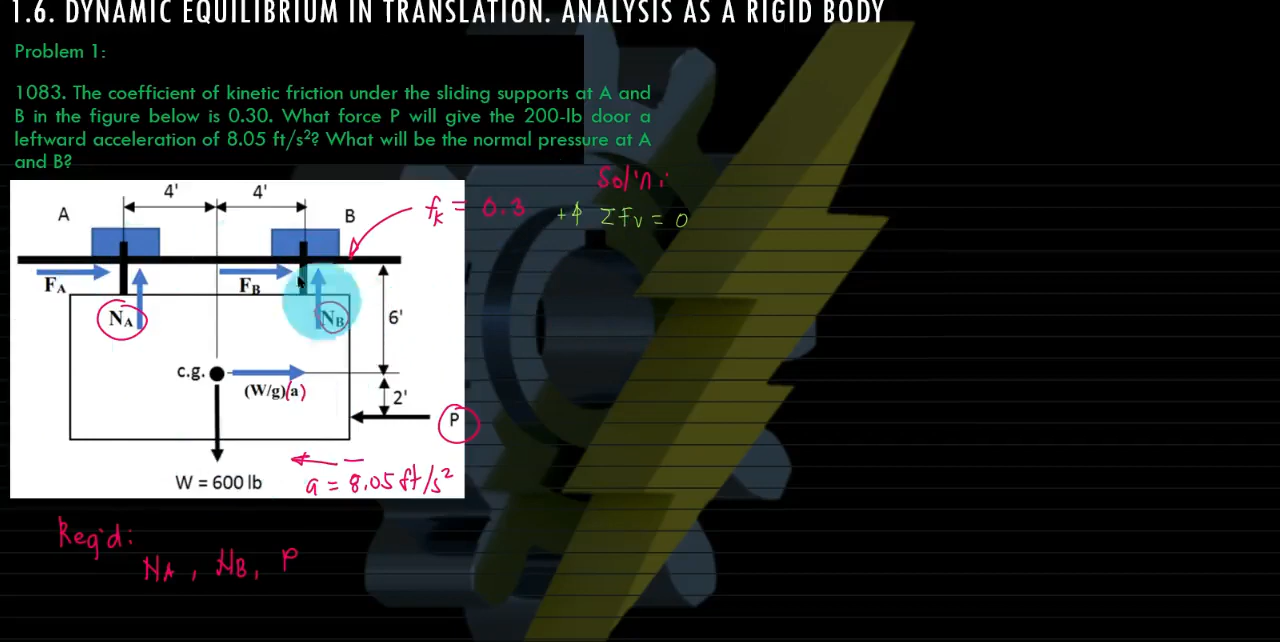 1.6. DYNAMIC EQUILIBRIUM IN TRANSLATION. ANALYSIS AS A RIGID BODY
Problem 1:
1083. The coefficient of kinetic friction under the sliding supports at A and
B in the figure below is 0.30. What force P will give the 200-lb door a
leftward acceleration of 8.05 ft/s²? What will be the normal pressure at A
and B?
Sol'n:
+↑ ΣFv = 0
4' 4'
A B
fk = 0.3
FA FB
NA NB
6'
c.g.
(W/g)(a)
2'
P
W = 600 lb
a = 8.05 ft/s²
Req'd:
NA, NB, P